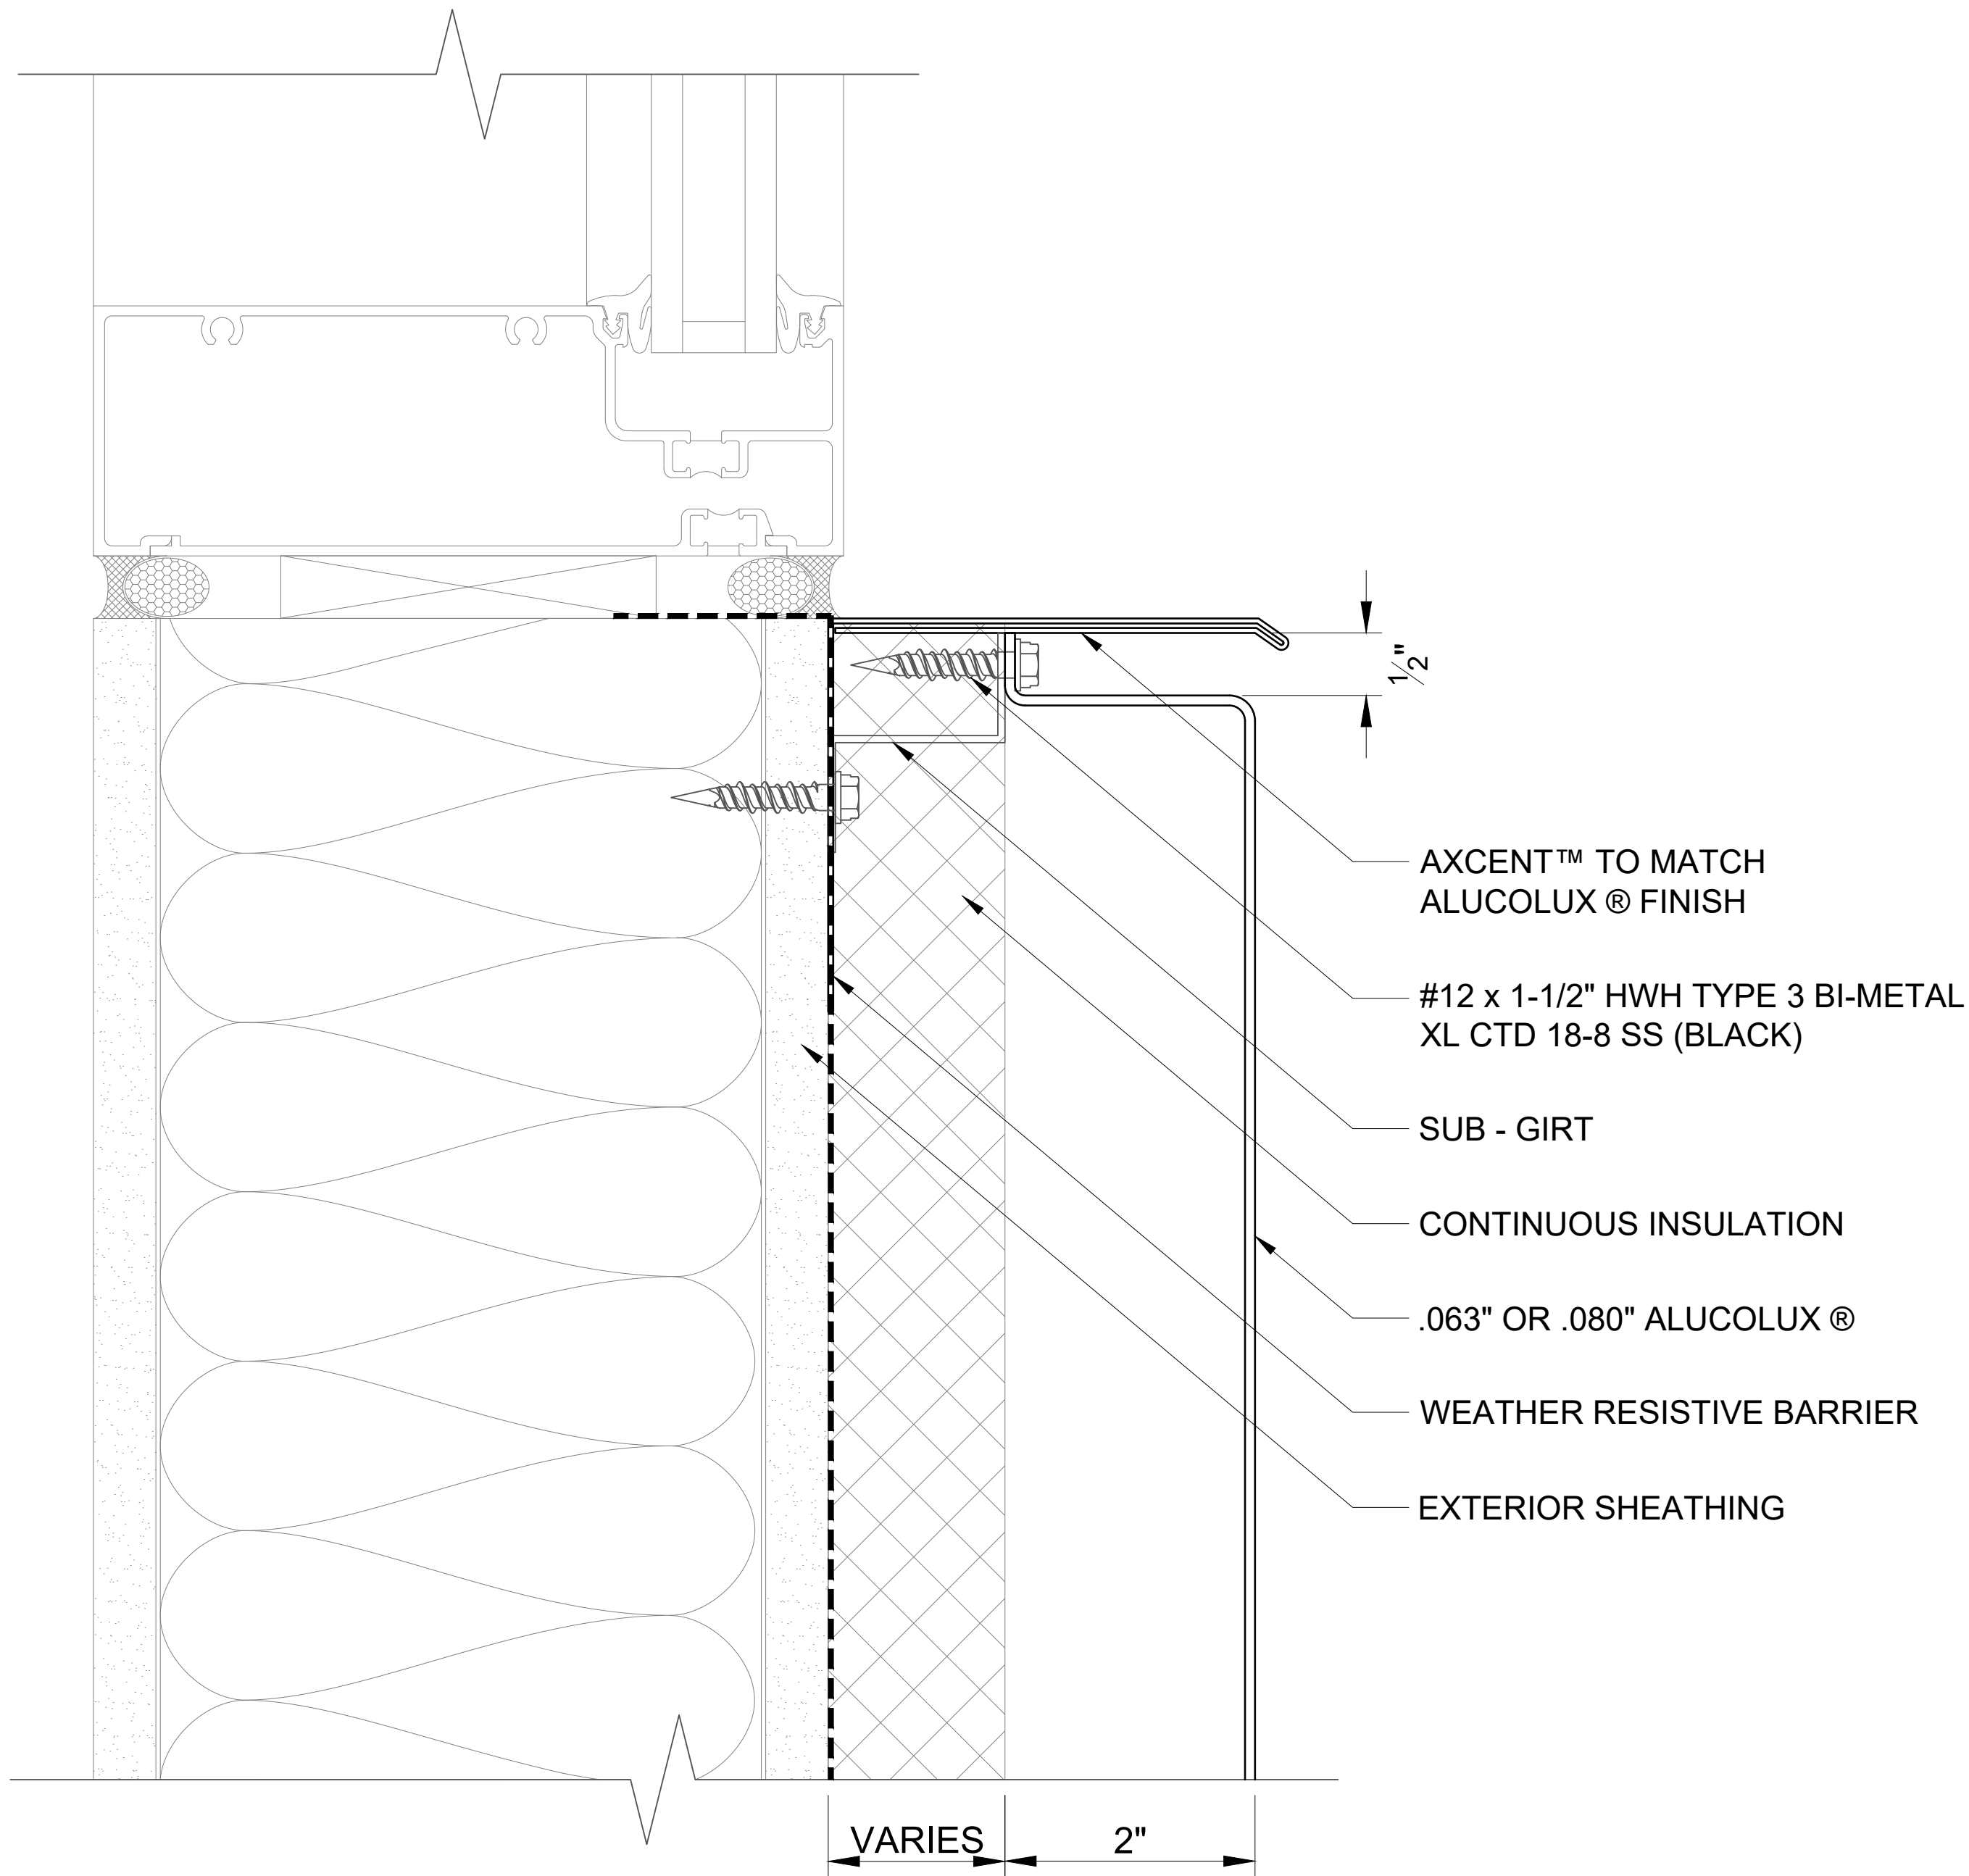 1/2"
AXCENT™ TO MATCH
ALUCOLUX ® FINISH
#12 x 1-1/2" HWH TYPE 3 BI-METAL
XL CTD 18-8 SS (BLACK)
SUB - GIRT
CONTINUOUS INSULATION
.063" OR .080" ALUCOLUX ®
WEATHER RESISTIVE BARRIER
EXTERIOR SHEATHING
VARIES 2"